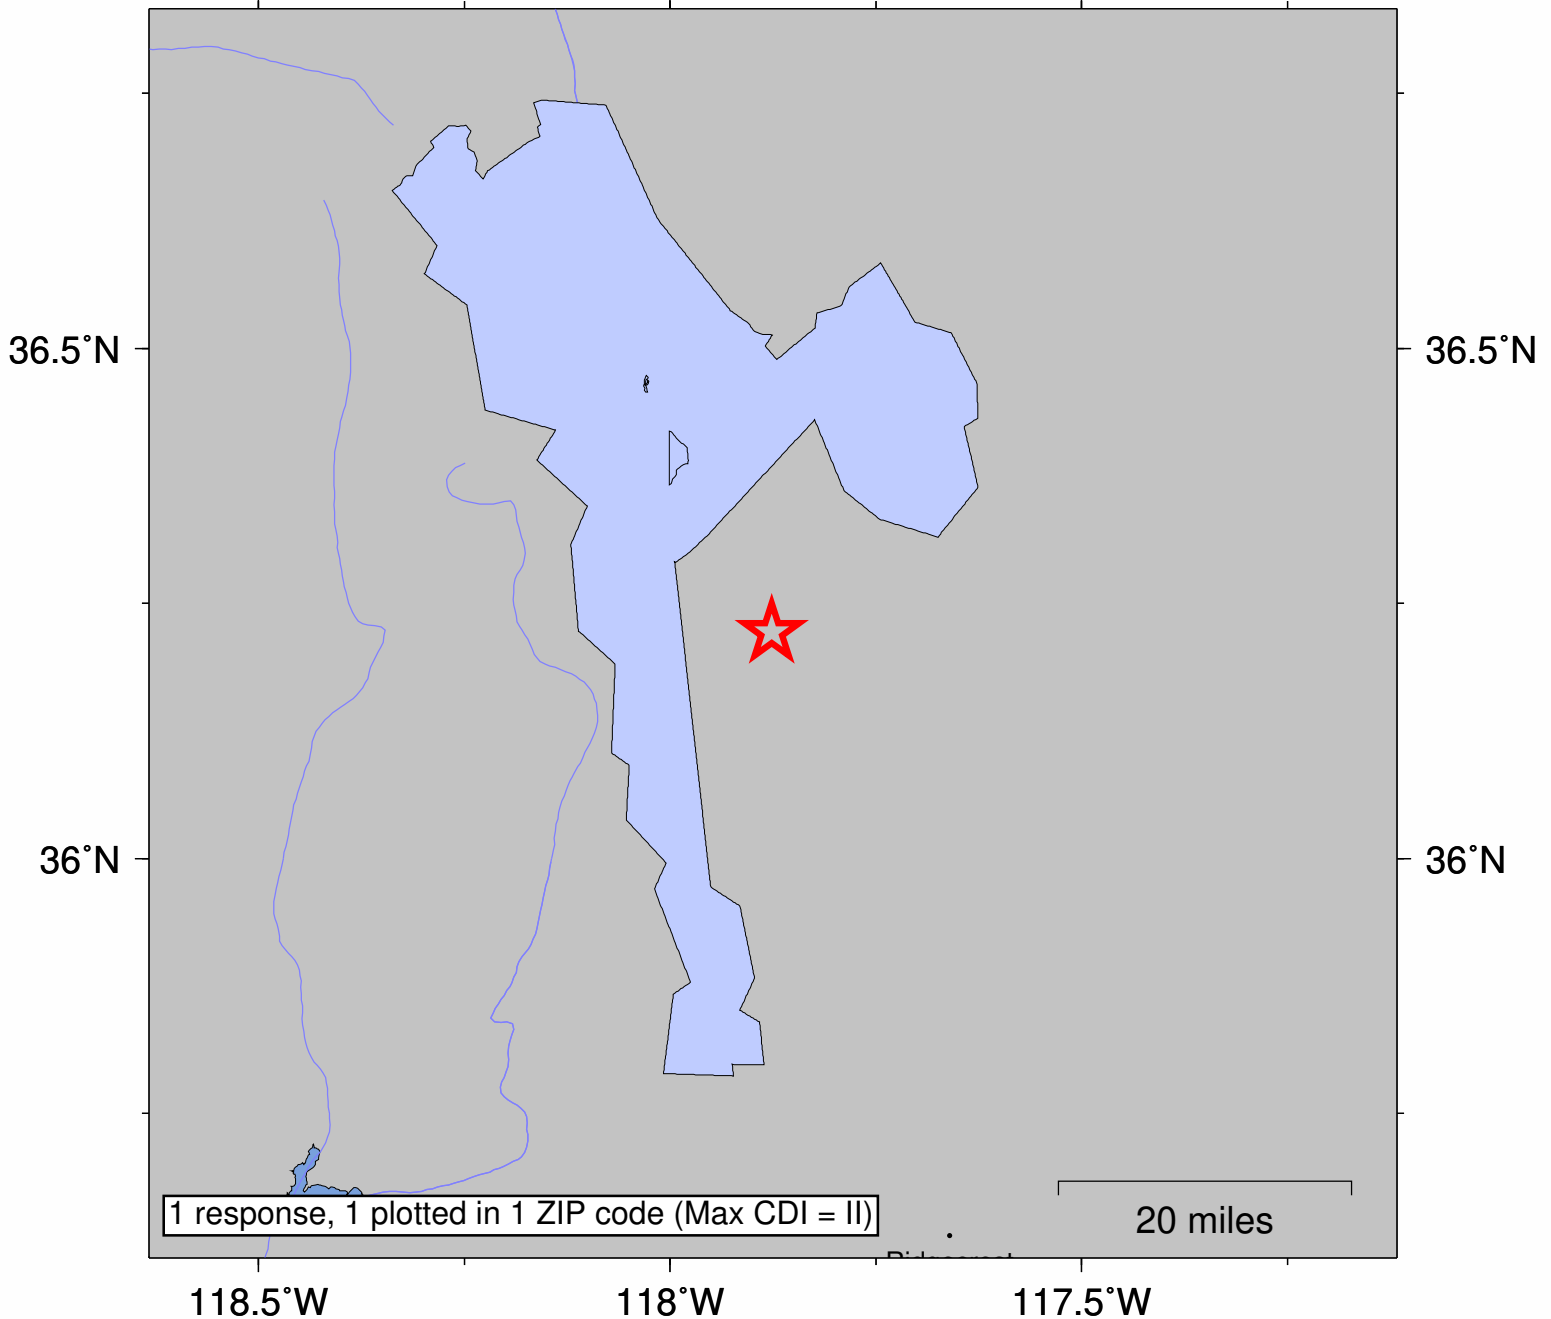 36.5°N 36.5°N
36°N 36°N
1 response, 1 plotted in 1 ZIP code (Max CDI = II)
20 miles
118.5°W 118°W 117.5°W